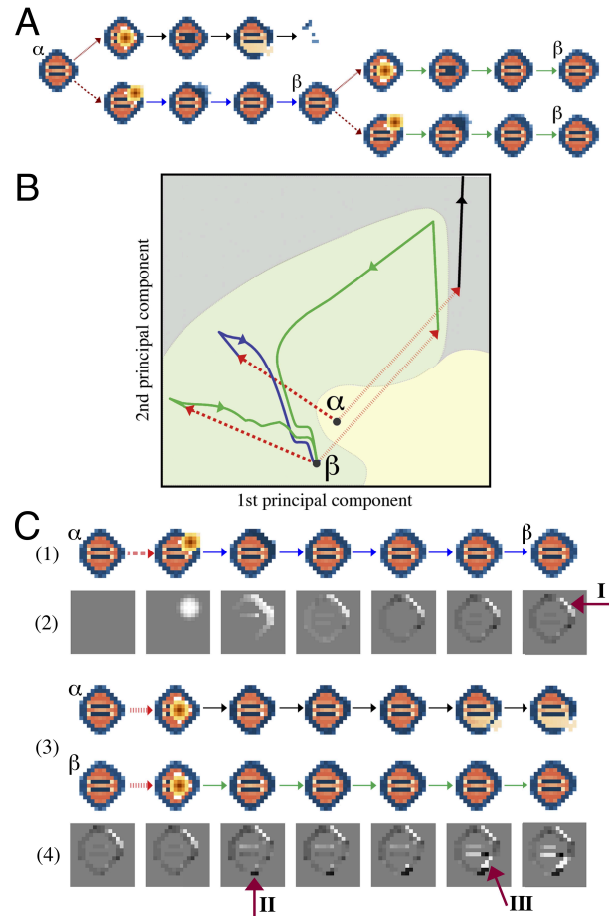 A
α
β
β
β
B
2nd principal component
α
β
1st principal component
C
α
β
(1)
(2)
I
α
(3)
β
(4)
II
III